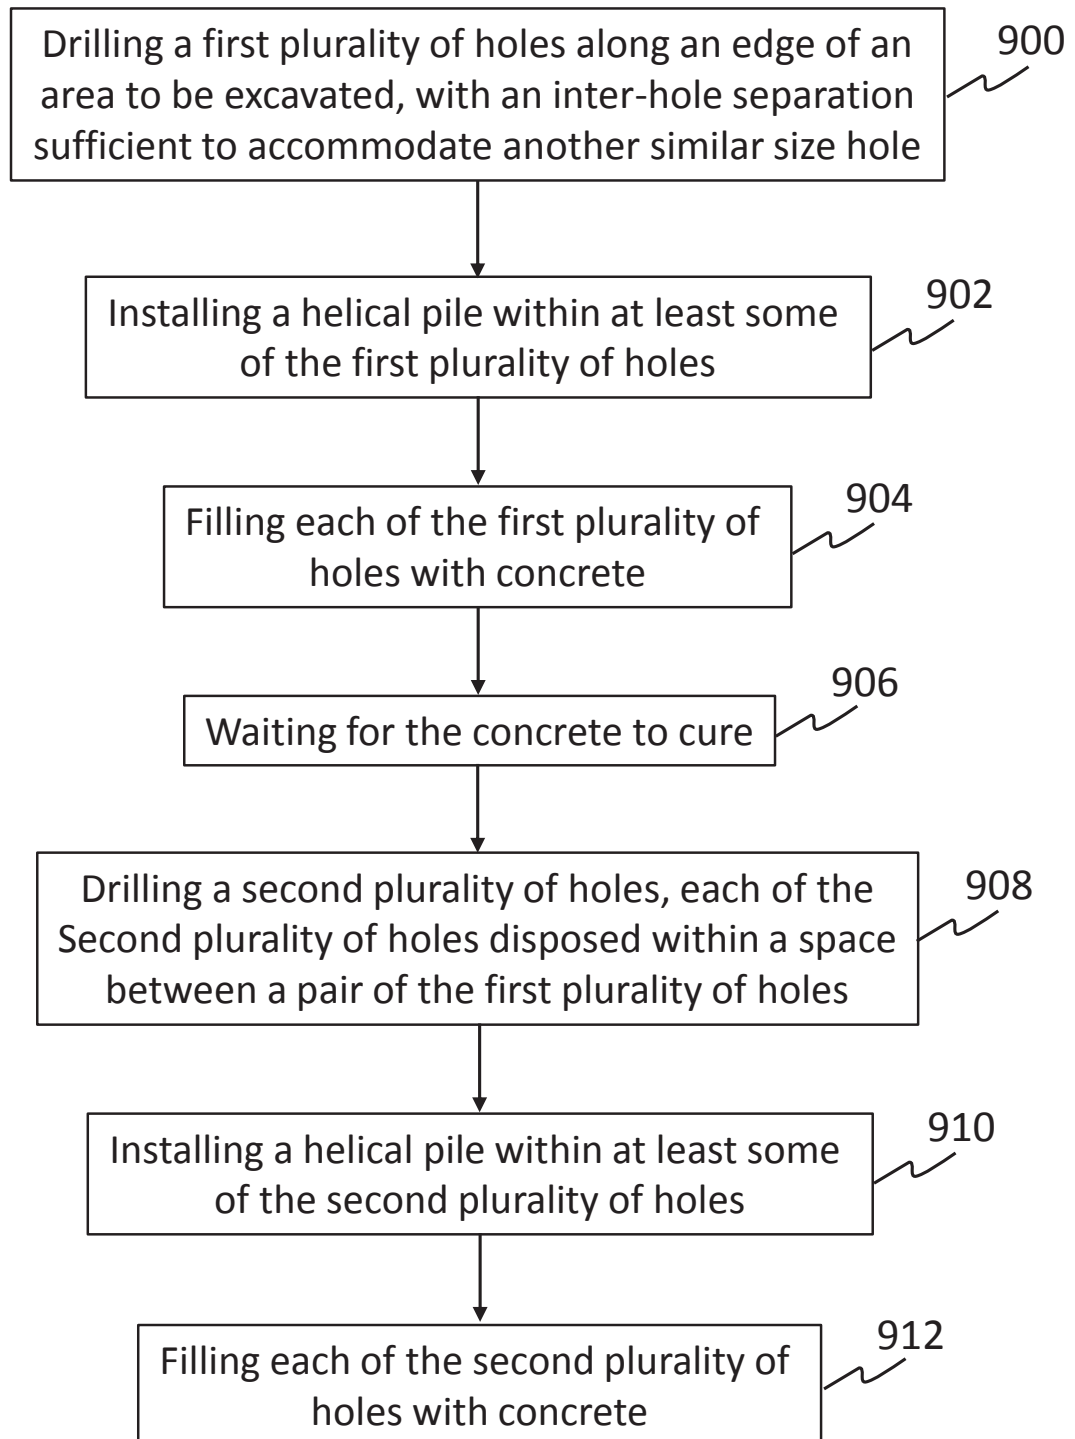 Drilling a first plurality of holes along an edge of an
area to be excavated, with an inter-hole separation
sufficient to accommodate another similar size hole
900
Installing a helical pile within at least some
of the first plurality of holes
902
Filling each of the first plurality of
holes with concrete
904
Waiting for the concrete to cure
906
Drilling a second plurality of holes, each of the
Second plurality of holes disposed within a space
between a pair of the first plurality of holes
908
Installing a helical pile within at least some
of the second plurality of holes
910
Filling each of the second plurality of
holes with concrete
912